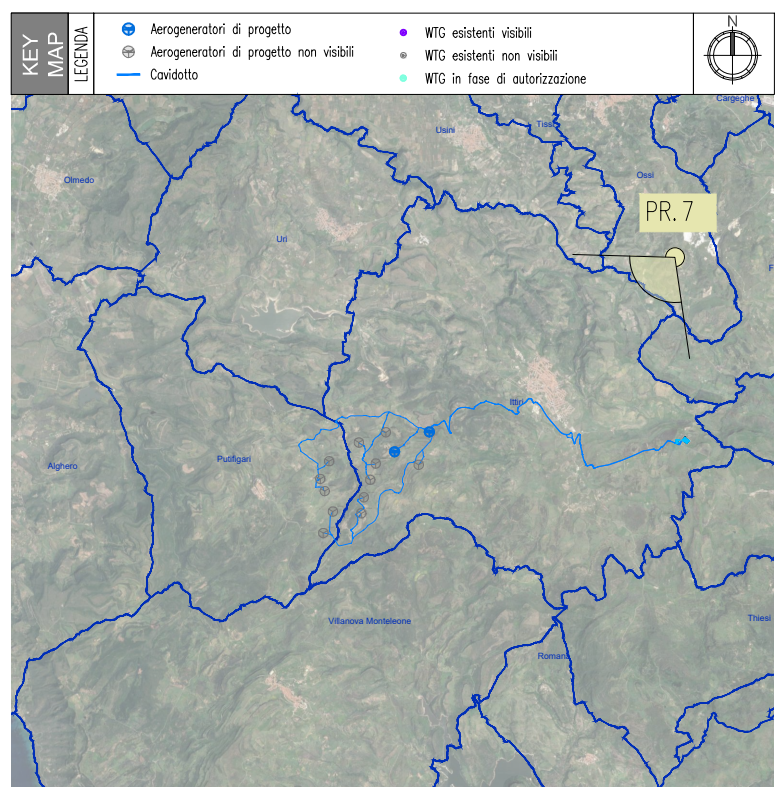 KEY
MAP
LEGENDA
Aerogeneratori di progetto
Aerogeneratori di progetto non visibili
Cavidotto
WTG esistenti visibili
WTG esistenti non visibili
WTG in fase di autorizzazione
N
Cargeghe
Usini
Tissi
Olmedo
Ossi
PR.7
Uri
F
Ittiri
Putifigari
Alghero
Villanova Monteleone
Thiesi
Romana